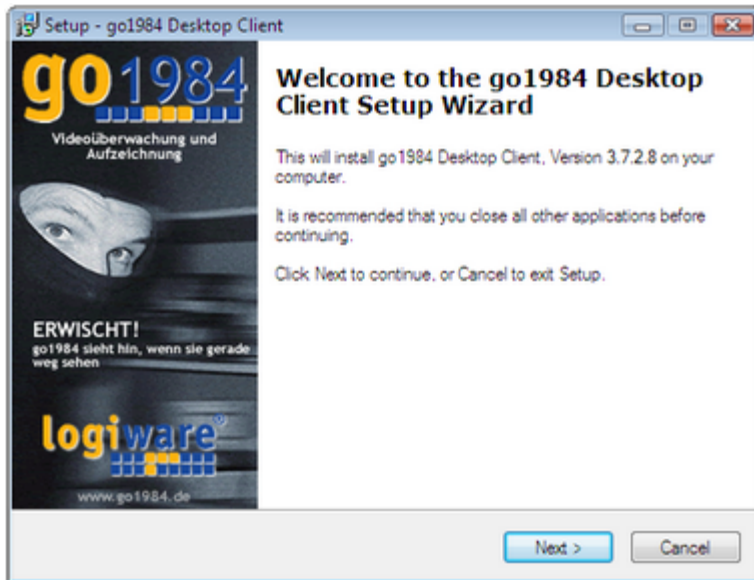 Setup - go1984 Desktop Client
go1984
Videoüberwachung und
Aufzeichnung
ERWISCHT!
go1984 sieht hin, wenn sie gerade
weg sehen
logiware®
www.go1984.de
Welcome to the go1984 Desktop
Client Setup Wizard
This will install go1984 Desktop Client, Version 3.7.2.8 on your
computer.
It is recommended that you close all other applications before
continuing.
Click Next to continue, or Cancel to exit Setup.
Next >
Cancel